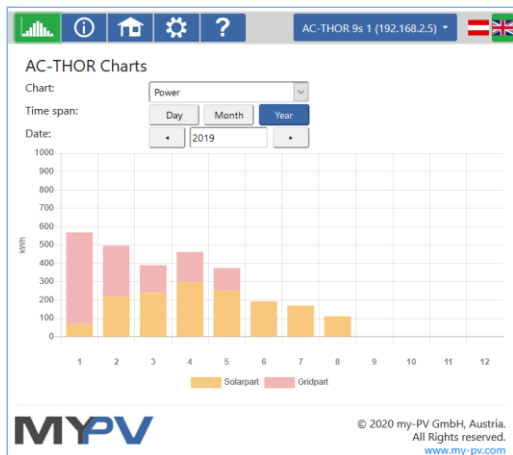 ?
AC-THOR 9s 1 (192.168.2.5)
AC-THOR Charts
Chart:
Power
Time span:
Day
Month
Year
Date:
2019
1000
900
800
700
600
500
400
300
200
100
0
kWh
1 2 3 4 5 6 7 8 9 10 11 12
Solarpart
Gridpart
MYPV
© 2020 my-PV GmbH, Austria.
All Rights reserved.
www.my-pv.com